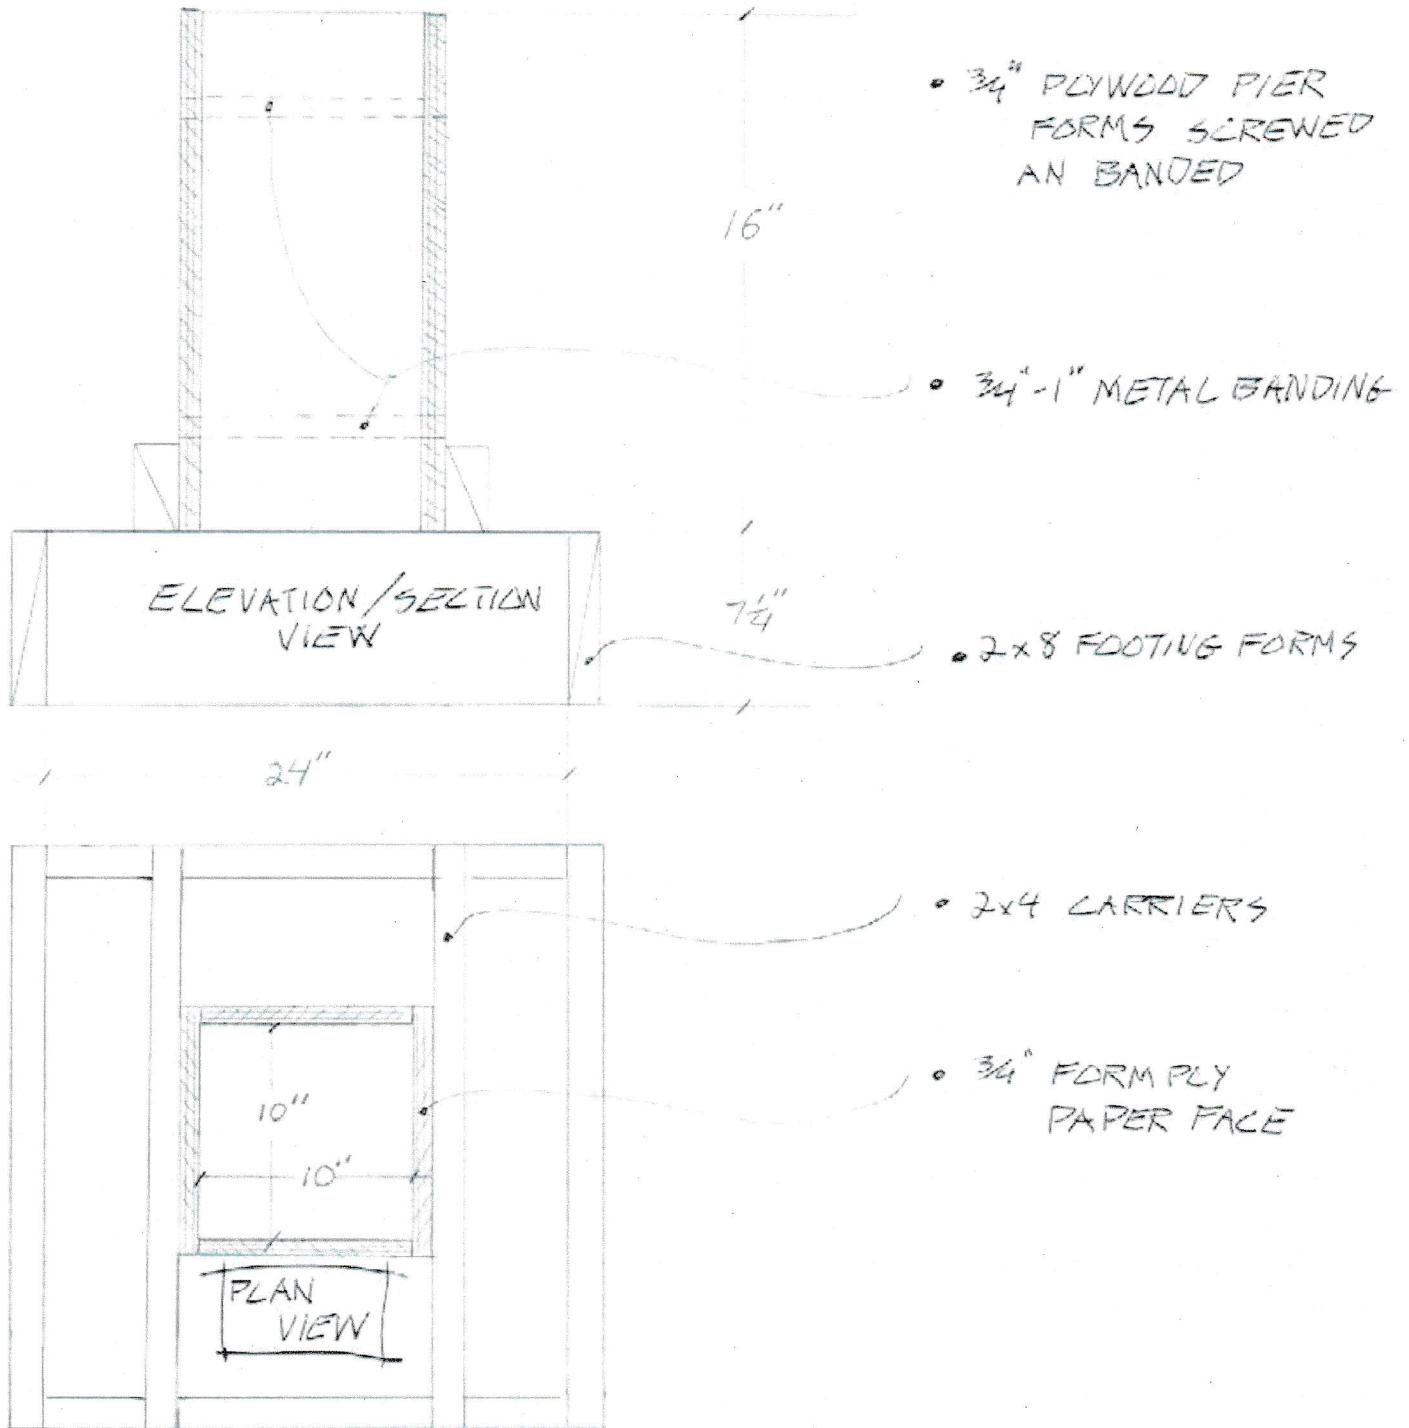 • 3/4" PLYWOOD PIER
FORMS SCREWED
AN BANDED
16"
• 3/4"-1" METAL BANDING
ELEVATION/SECTION
VIEW
7 1/4"
• 2x8 FOOTING FORMS
24"
• 2x4 CARRIERS
• 3/4" FORM PLY
PAPER FACE
10"
10"
PLAN
VIEW